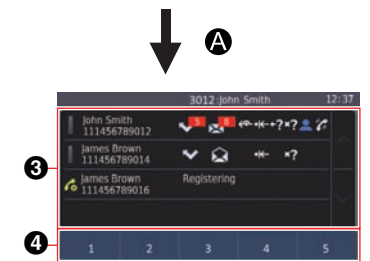 A
3012:John Smith 12:37
John Smith 5 8 +? *?
111456789012
James Brown *?
111456789014
3
James Brown Registering
111456789016
4
1 2 3 4 5